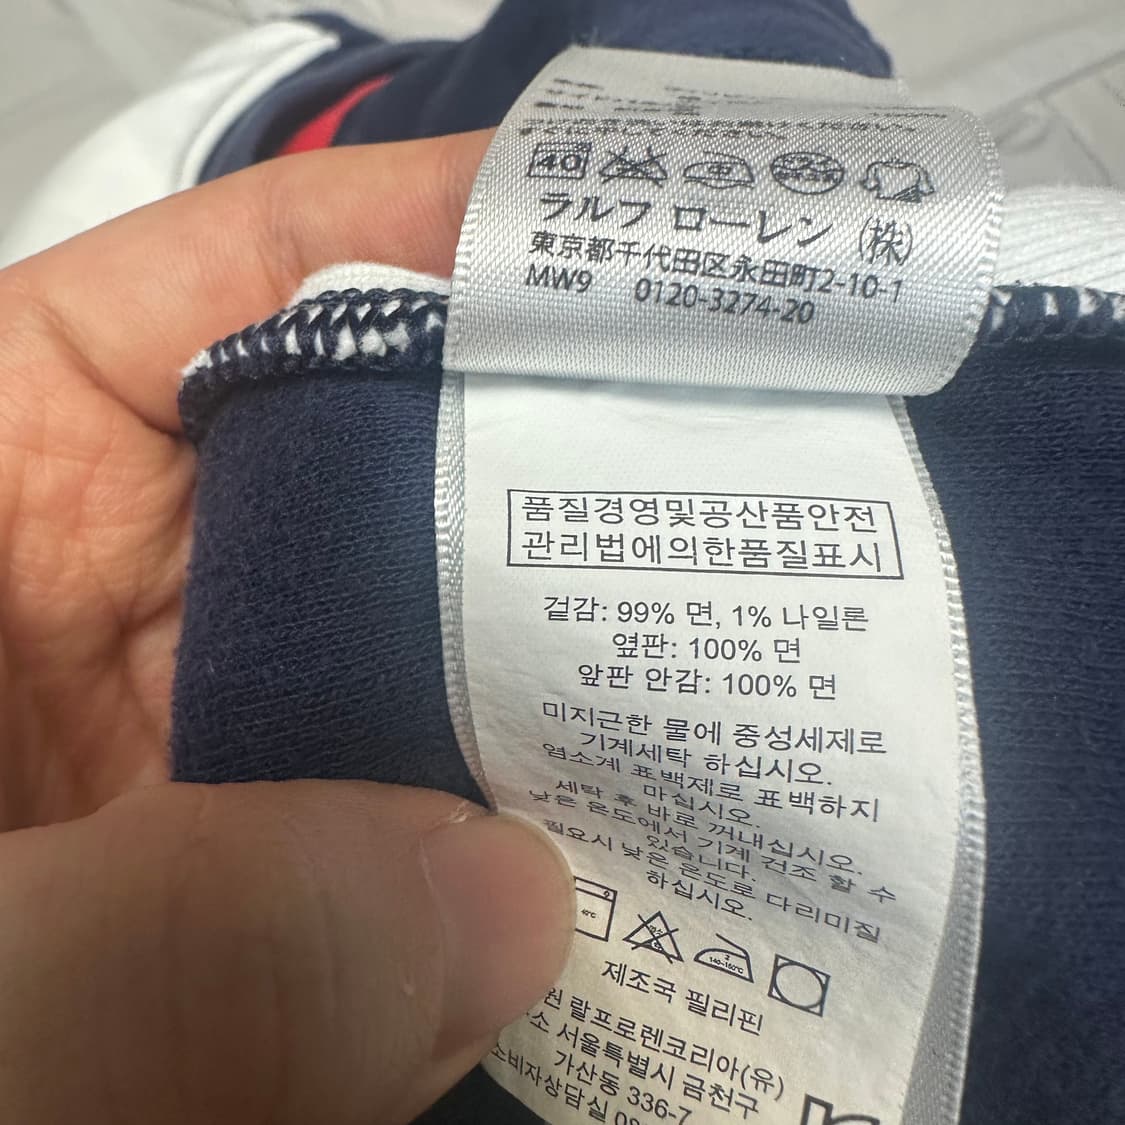 40
ラルフ ローレン (株)
東京都千代田区永田町2-10-1
MW9 0120-3274-20
품질경영및공산품안전
관리법에의한품질표시
겉감: 99% 면, 1% 나일론
옆판: 100% 면
앞판 안감: 100% 면
미지근한 물에 중성세제로
기계세탁 하십시오.
염소계 표백제로 표백하지
마십시오.
세탁 후 바로 꺼내십시오.
낮은 온도에서 기계 건조 할 수
있습니다.
필요시 낮은 온도로 다리미질
하십시오.
40°C
140~160°C
제조국 필리핀
랄프로렌코리아(유)
서울특별시 금천구
가산동 336-7